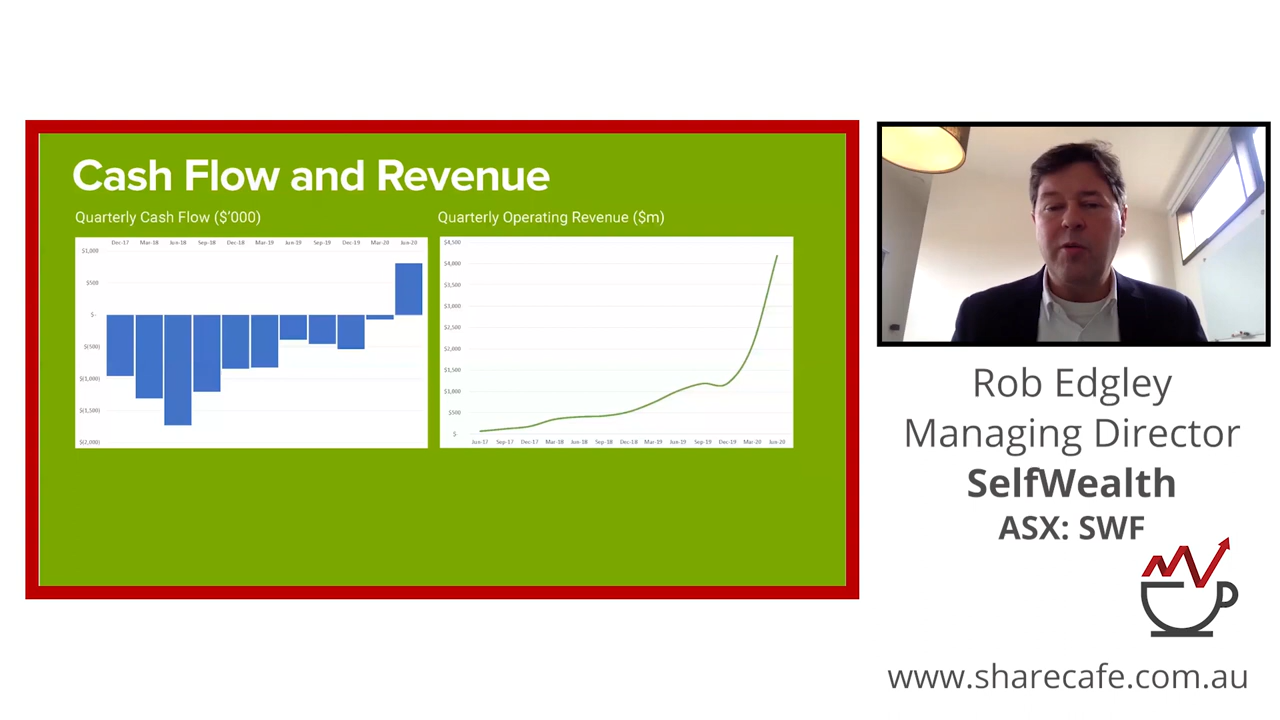 Cash Flow and Revenue
Quarterly Cash Flow ($'000)
Dec-17 Mar-18 Jun-18 Sep-18 Dec-18 Mar-19 Jun-19 Sep-19 Dec-19 Mar-20 Jun-20
$1,000
$500
$-
$(500)
$(1,000)
$(1,500)
$(2,000)
Quarterly Operating Revenue ($m)
$4,500
$4,000
$3,500
$3,000
$2,500
$2,000
$1,500
$1,000
$500
$-
Jun-17 Sep-17 Dec-17 Mar-18 Jun-18 Sep-18 Dec-18 Mar-19 Jun-19 Sep-19 Dec-19 Mar-20 Jun-20
Rob Edgley
Managing Director
SelfWealth
ASX: SWF
www.sharecafe.com.au